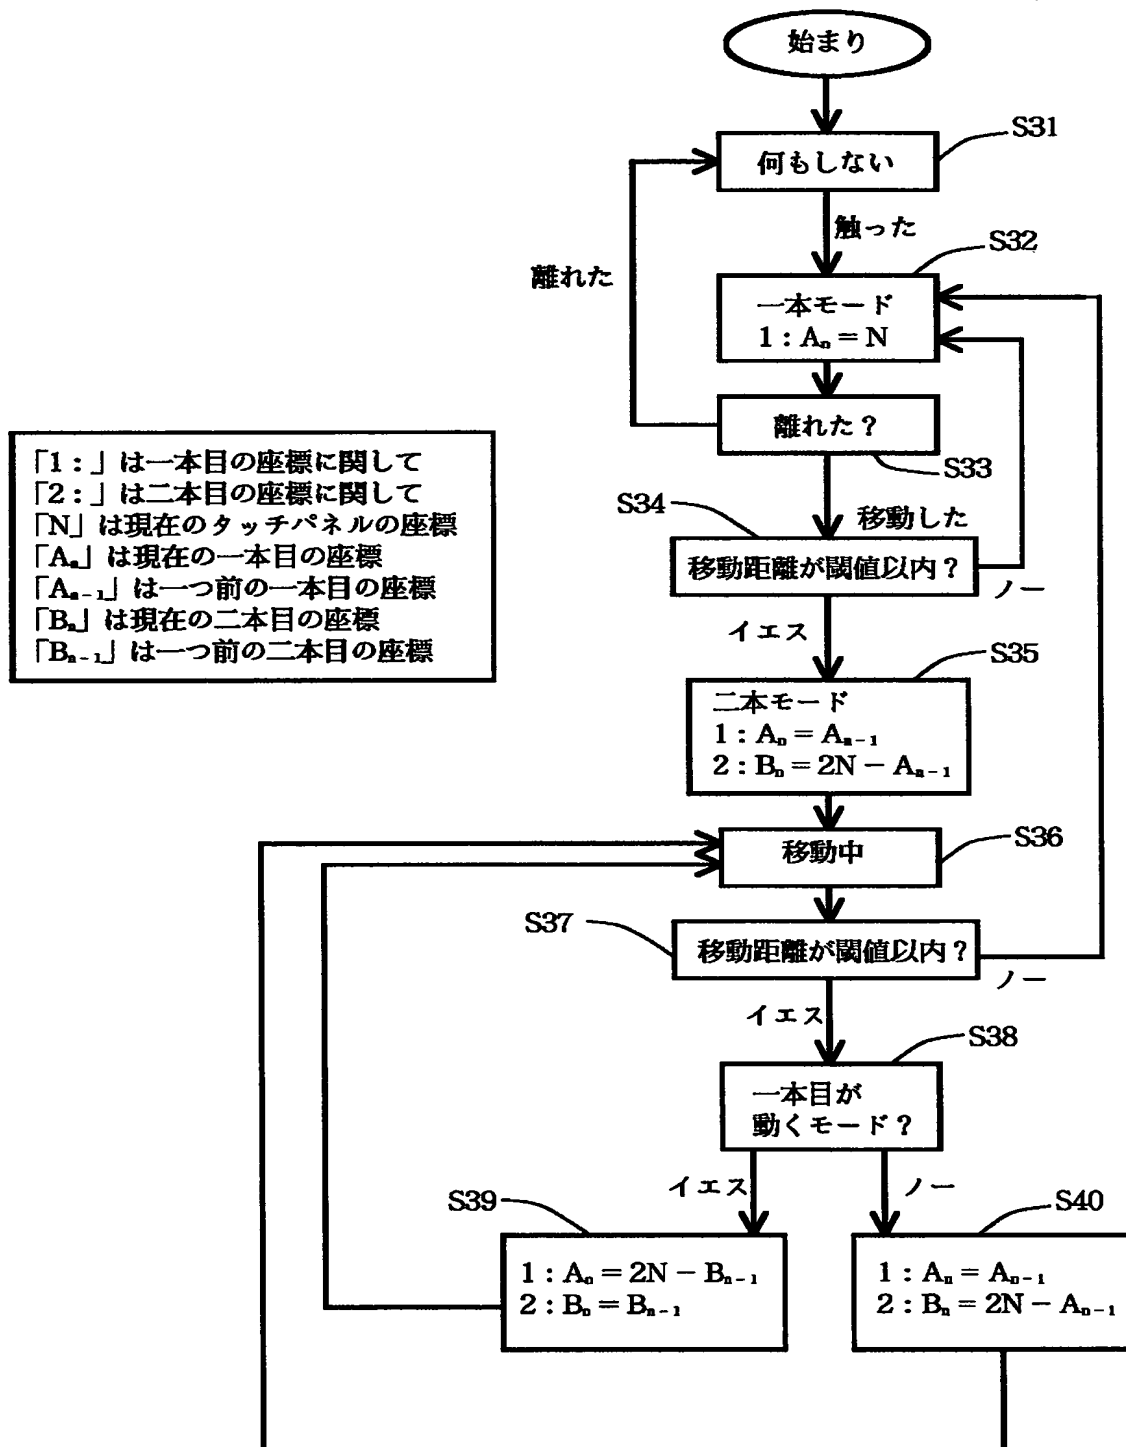 始まり
S31
何もしない
触った
S32
離れた
一本モード
1：Aₙ＝N
離れた？
S33
「1：」は一本目の座標に関して
「2：」は二本目の座標に関して
「N」は現在のタッチパネルの座標
「Aₙ」は現在の一本目の座標
「Aₙ₋₁」は一つ前の一本目の座標
「Bₙ」は現在の二本目の座標
「Bₙ₋₁」は一つ前の二本目の座標
S34
移動した
移動距離が閾値以内？
ノー
イエス
S35
二本モード
1：Aₙ＝Aₙ₋₁
2：Bₙ＝2N－Aₙ₋₁
S36
移動中
S37
移動距離が閾値以内？
ノー
イエス
S38
一本目が
動くモード？
イエス
ノー
S39
1：Aₙ＝2N－Bₙ₋₁
2：Bₙ＝Bₙ₋₁
S40
1：Aₙ＝Aₙ₋₁
2：Bₙ＝2N－Aₙ₋₁